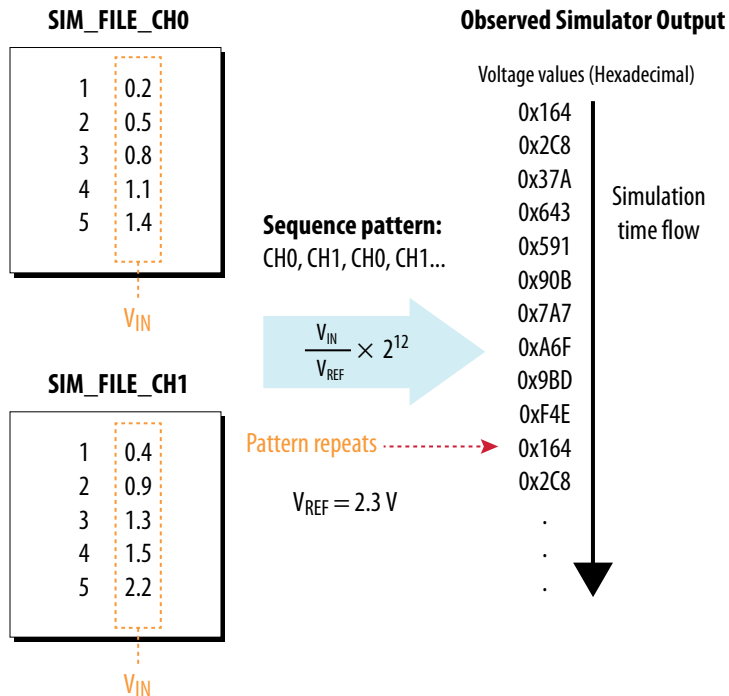 SIM_FILE_CH0
1 0.2
2 0.5
3 0.8
4 1.1
5 1.4
VIN
SIM_FILE_CH1
1 0.4
2 0.9
3 1.3
4 1.5
5 2.2
VIN
Sequence pattern:
CH0, CH1, CH0, CH1...
VIN
VREF
× 2¹²
Pattern repeats
VREF = 2.3 V
Observed Simulator Output
Voltage values (Hexadecimal)
0x164
0x2C8
0x37A
0x643
0x591
0x90B
0x7A7
0xA6F
0x9BD
0xF4E
0x164
0x2C8
.
.
.
Simulation
time flow